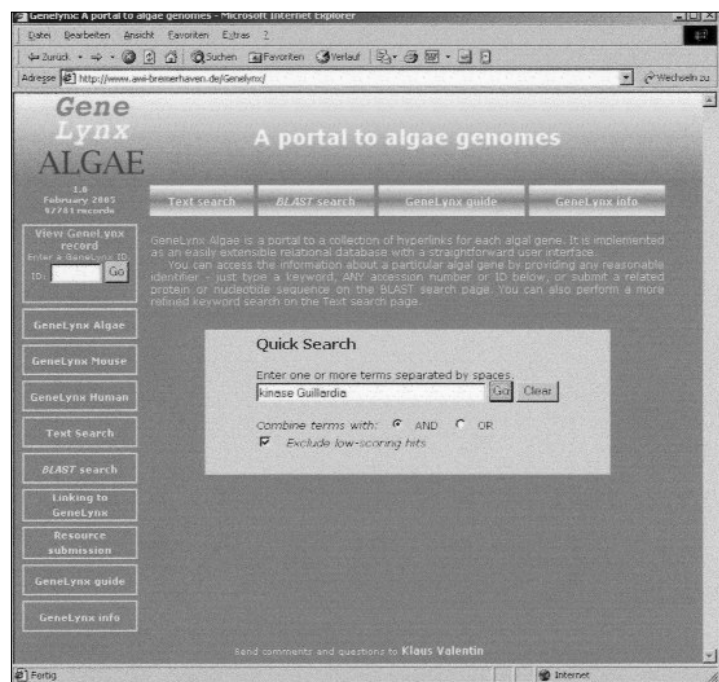 Genelynx: A portal to algae genomes - Microsoft Internet Explorer
Datei Bearbeiten Ansicht Favoriten Extras ?
Zurück Suchen Favoriten Verlauf
Adresse http://www.awi-bremerhaven.de/Genelynx/ Wechseln zu
Gene
Lynx
ALGAE
A portal to algae genomes
1.0
February 2005
97781 records
Text search BLAST search GeneLynx guide GeneLynx info
View GeneLynx
record
Enter a GeneLynx ID
ID: Go
GeneLynx Algae is a portal to a collection of hyperlinks for each algal gene. It is implemented
as an easily extensible relational database with a straightforward user interface.
You can access the information about a particular algal gene by providing any reasonable
identifier - just type a keyword, ANY accession number or ID below, or submit a related
protein or nucleotide sequence on the BLAST search page. You can also perform a more
refined keyword search on the Text search page.
GeneLynx Algae
GeneLynx Mouse
GeneLynx Human
Text Search
BLAST search
Linking to
GeneLynx
Resource
submission
GeneLynx guide
GeneLynx info
Quick Search
Enter one or more terms separated by spaces.
kinase Guillardia Go Clear
Combine terms with: AND OR
Exclude low-scoring hits
Send comments and questions to Klaus Valentin
Fertig Internet